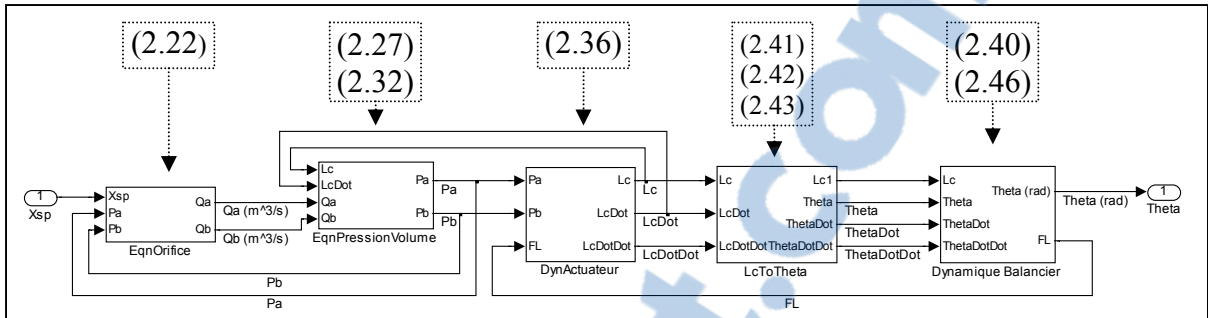 (2.22)
(2.27)
(2.32)
(2.36)
(2.41)
(2.42)
(2.43)
(2.40)
(2.46)
1
Xsp
Xsp
Pa
Pb
Qa
Qb
EqnOrifice
Qa (m^3/s)
Qb (m^3/s)
Lc
LcDot
Qa
Qb
Pa
Pb
EqnPressionVolume
Pa
Pb
Pa
Pb
FL
Lc
LcDot
LcDotDot
DynActuateur
Lc
LcDot
LcDotDot
Lc
LcDot
LcDotDot
Lc1
Theta
ThetaDot
ThetaDotDot
LcToTheta
Theta
ThetaDot
ThetaDotDot
Lc
Theta
ThetaDot
ThetaDotDot
Theta (rad)
FL
Dynamique Balancier
Theta (rad)
1
Theta
Pb
Pa
FL